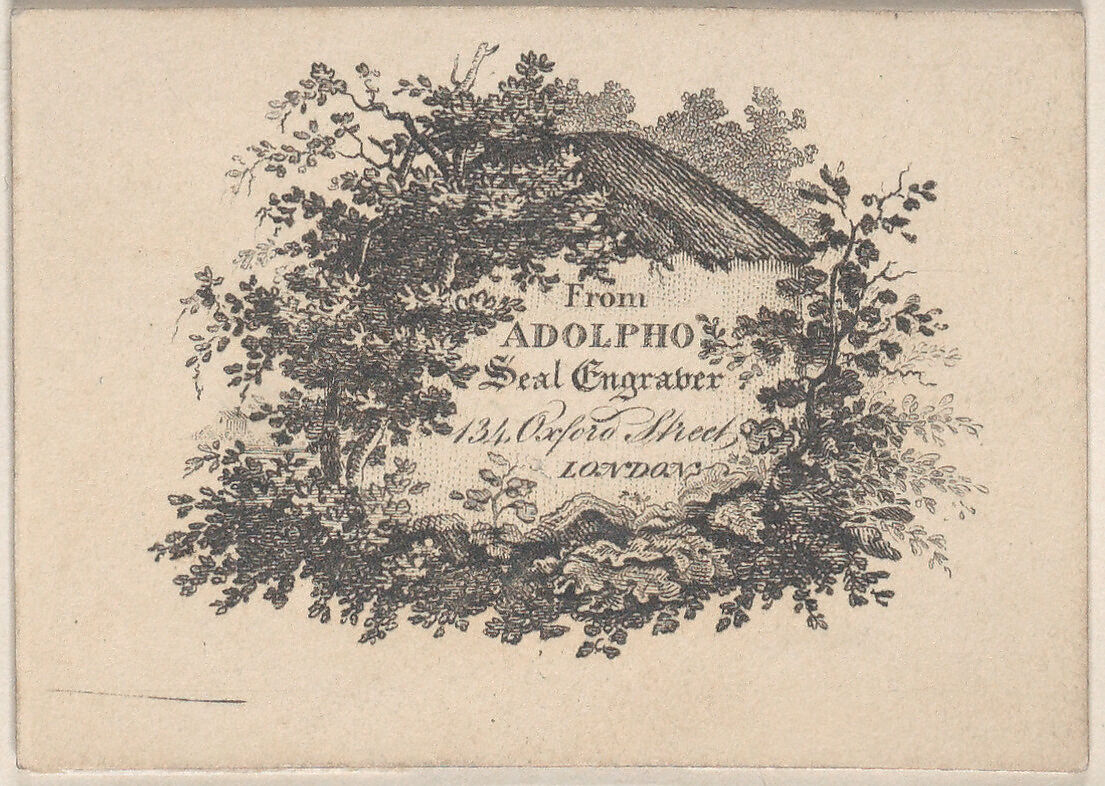 From
ADOLPHO
Seal Engraver
134, Oxford Street,
LONDON